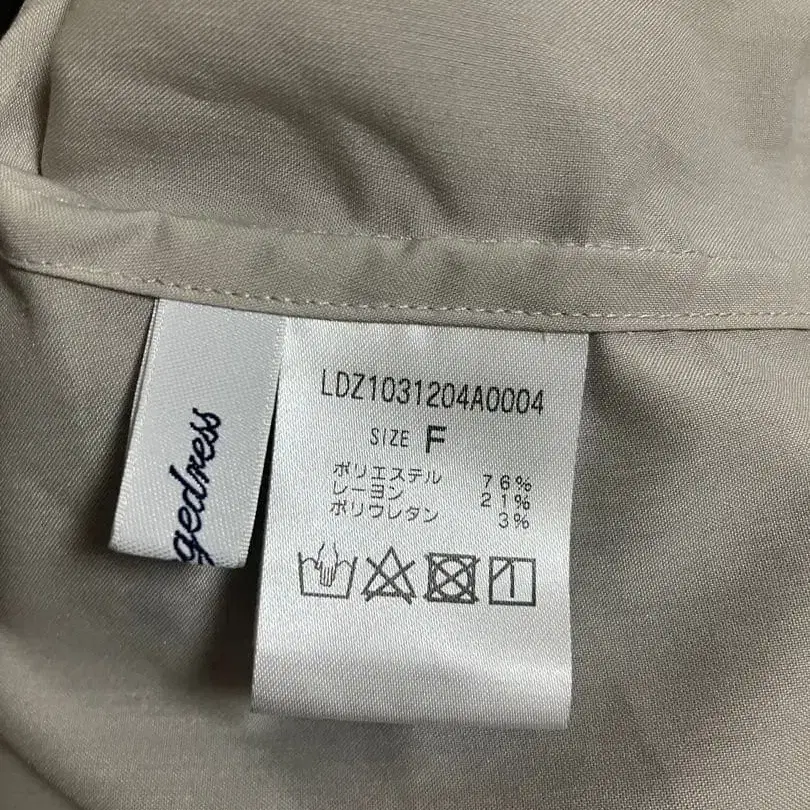 gedress
LDZ1031204A0004
SIZE F
ポリエステル 76%
レーヨン 21%
ポリウレタン 3%